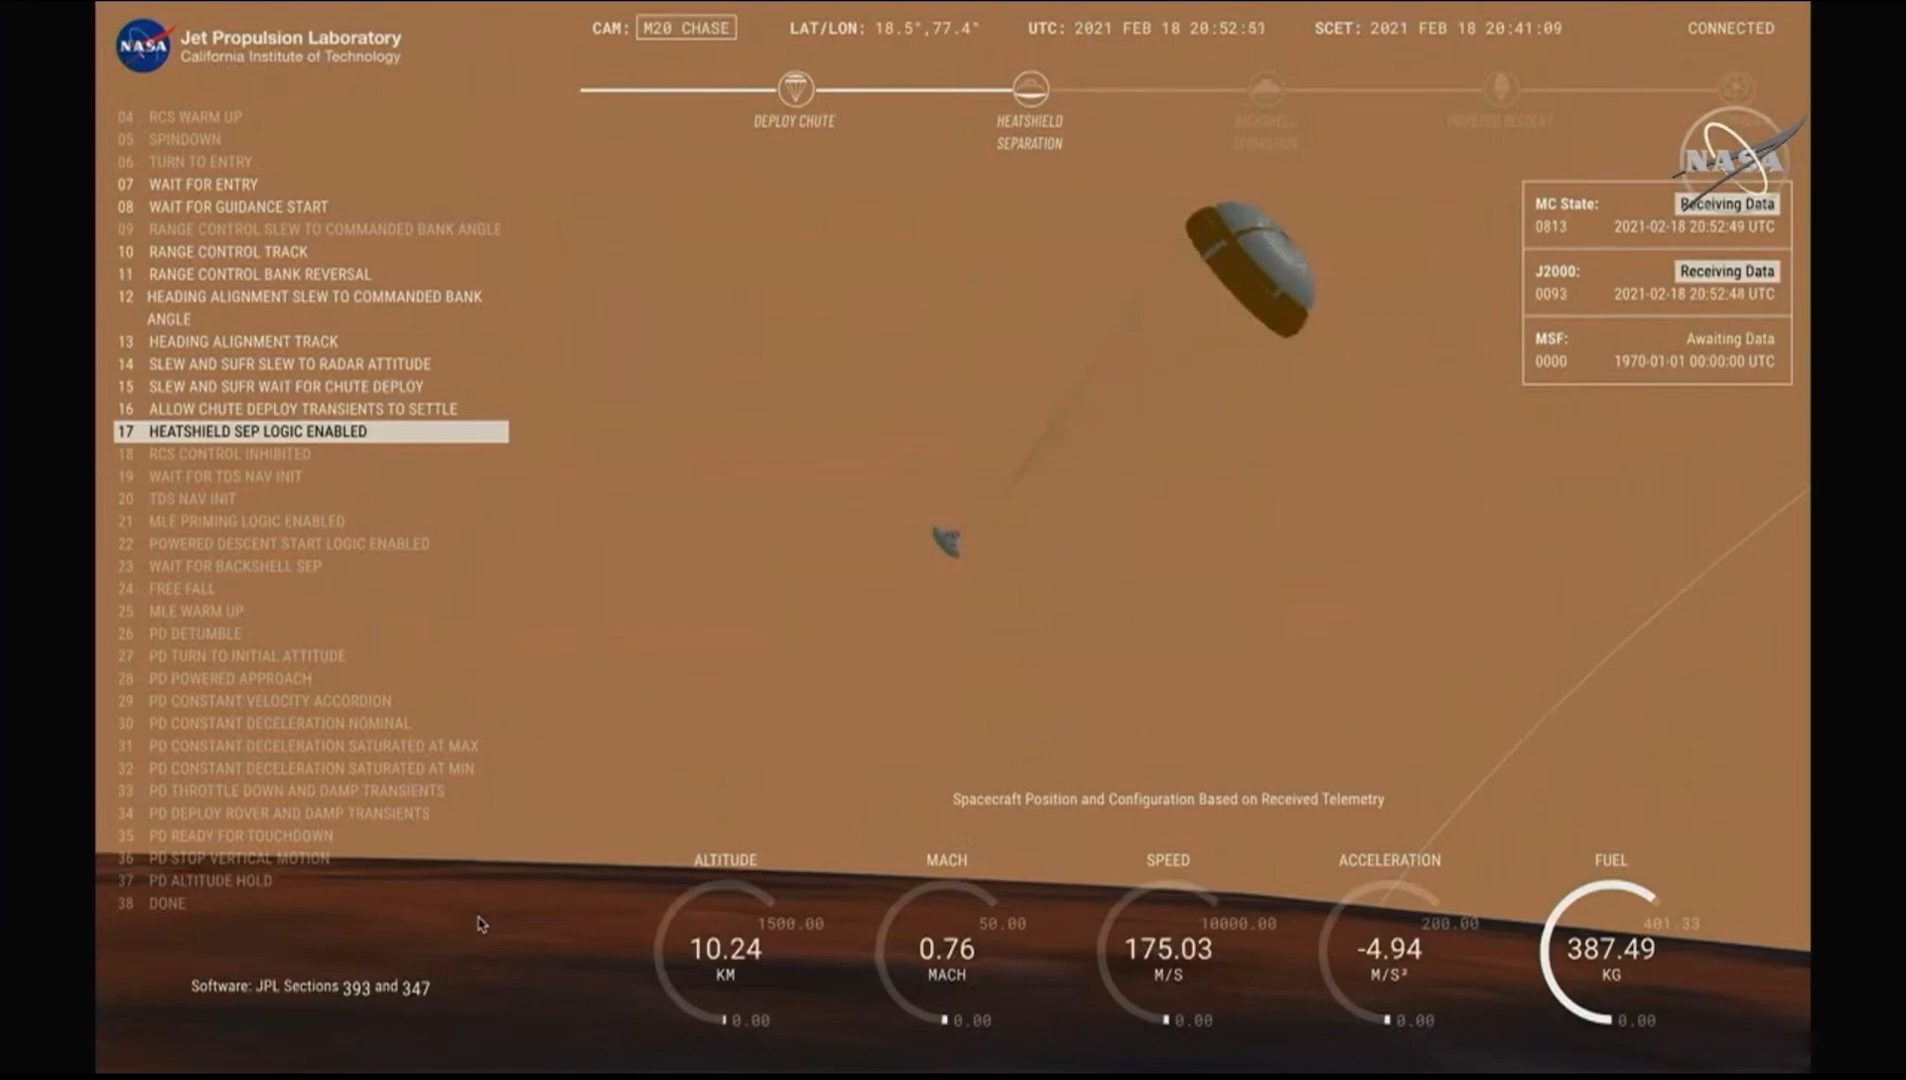 NASA
Jet Propulsion Laboratory
California Institute of Technology
CAM: M20 CHASE
LAT/LON: 18.5°,77.4°
UTC: 2021 FEB 18 20:52:51
SCET: 2021 FEB 18 20:41:09
CONNECTED
DEPLOY CHUTE
HEATSHIELD
SEPARATION
BACKSHELL
SEPARATION
POWERED DESCENT
NASA
04 RCS WARM UP
05 SPINDOWN
06 TURN TO ENTRY
07 WAIT FOR ENTRY
08 WAIT FOR GUIDANCE START
09 RANGE CONTROL SLEW TO COMMANDED BANK ANGLE
10 RANGE CONTROL TRACK
11 RANGE CONTROL BANK REVERSAL
12 HEADING ALIGNMENT SLEW TO COMMANDED BANK
ANGLE
13 HEADING ALIGNMENT TRACK
14 SLEW AND SUFR SLEW TO RADAR ATTITUDE
15 SLEW AND SUFR WAIT FOR CHUTE DEPLOY
16 ALLOW CHUTE DEPLOY TRANSIENTS TO SETTLE
17 HEATSHIELD SEP LOGIC ENABLED
18 RCS CONTROL INHIBITED
19 WAIT FOR TDS NAV INIT
20 TDS NAV INIT
21 MLE PRIMING LOGIC ENABLED
22 POWERED DESCENT START LOGIC ENABLED
23 WAIT FOR BACKSHELL SEP
24 FREE FALL
25 MLE WARM UP
26 PD DETUMBLE
27 PD TURN TO INITIAL ATTITUDE
28 PD POWERED APPROACH
29 PD CONSTANT VELOCITY ACCORDION
30 PD CONSTANT DECELERATION NOMINAL
31 PD CONSTANT DECELERATION SATURATED AT MAX
32 PD CONSTANT DECELERATION SATURATED AT MIN
33 PD THROTTLE DOWN AND DAMP TRANSIENTS
34 PD DEPLOY ROVER AND DAMP TRANSIENTS
35 PD READY FOR TOUCHDOWN
36 PD STOP VERTICAL MOTION
37 PD ALTITUDE HOLD
38 DONE
Software: JPL Sections 393 and 347
MC State: Receiving Data
0813 2021-02-18 20:52:49 UTC
J2000: Receiving Data
0093 2021-02-18 20:52:48 UTC
MSF: Awaiting Data
0000 1970-01-01 00:00:00 UTC
Spacecraft Position and Configuration Based on Received Telemetry
ALTITUDE
1500.00
10.24
KM
0.00
MACH
50.00
0.76
MACH
0.00
SPEED
10000.00
175.03
M/S
0.00
ACCELERATION
200.00
-4.94
M/S²
0.00
FUEL
401.33
387.49
KG
0.00